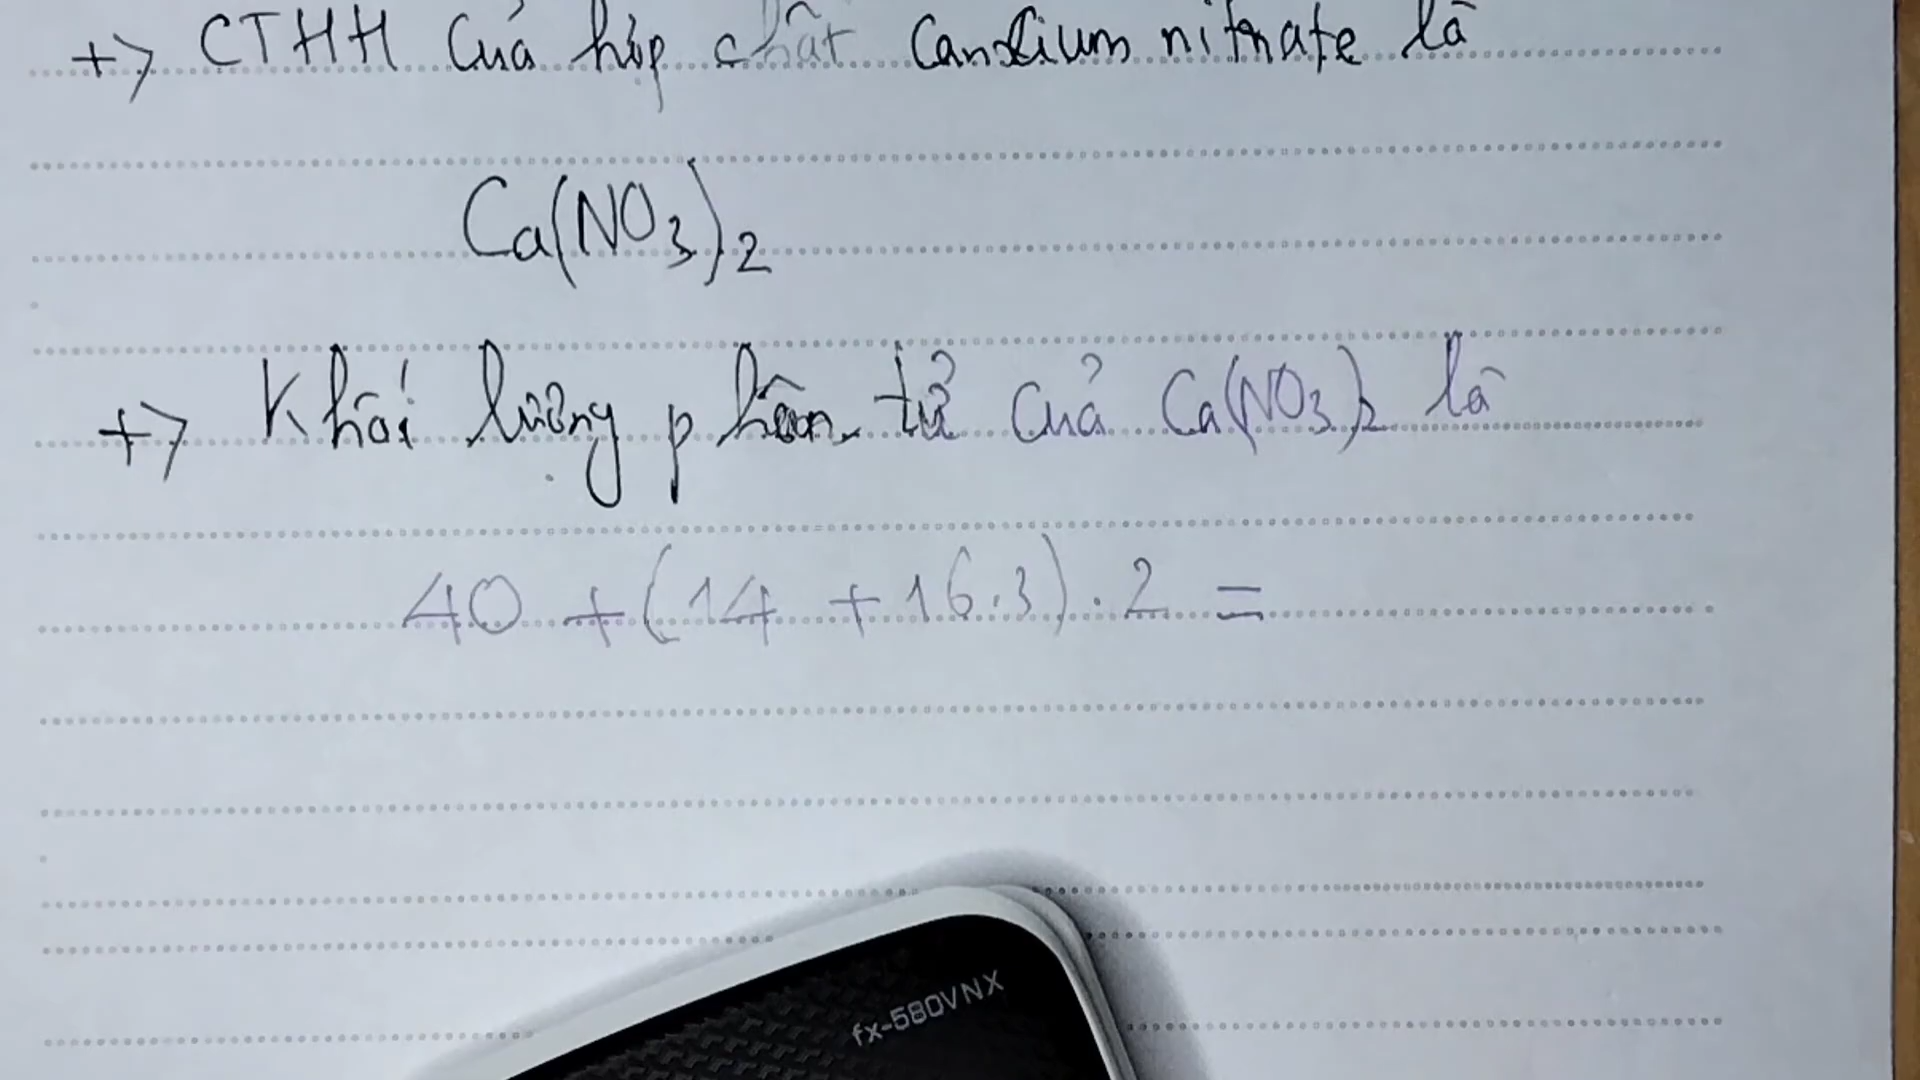 +> CTHH của hợp chất Canxium nitrate là
Ca(NO₃)₂
+> Khối lượng phân tử của Ca(NO₃)₂ là
40 + (14 + 16.3) . 2 =
fx-580VNX